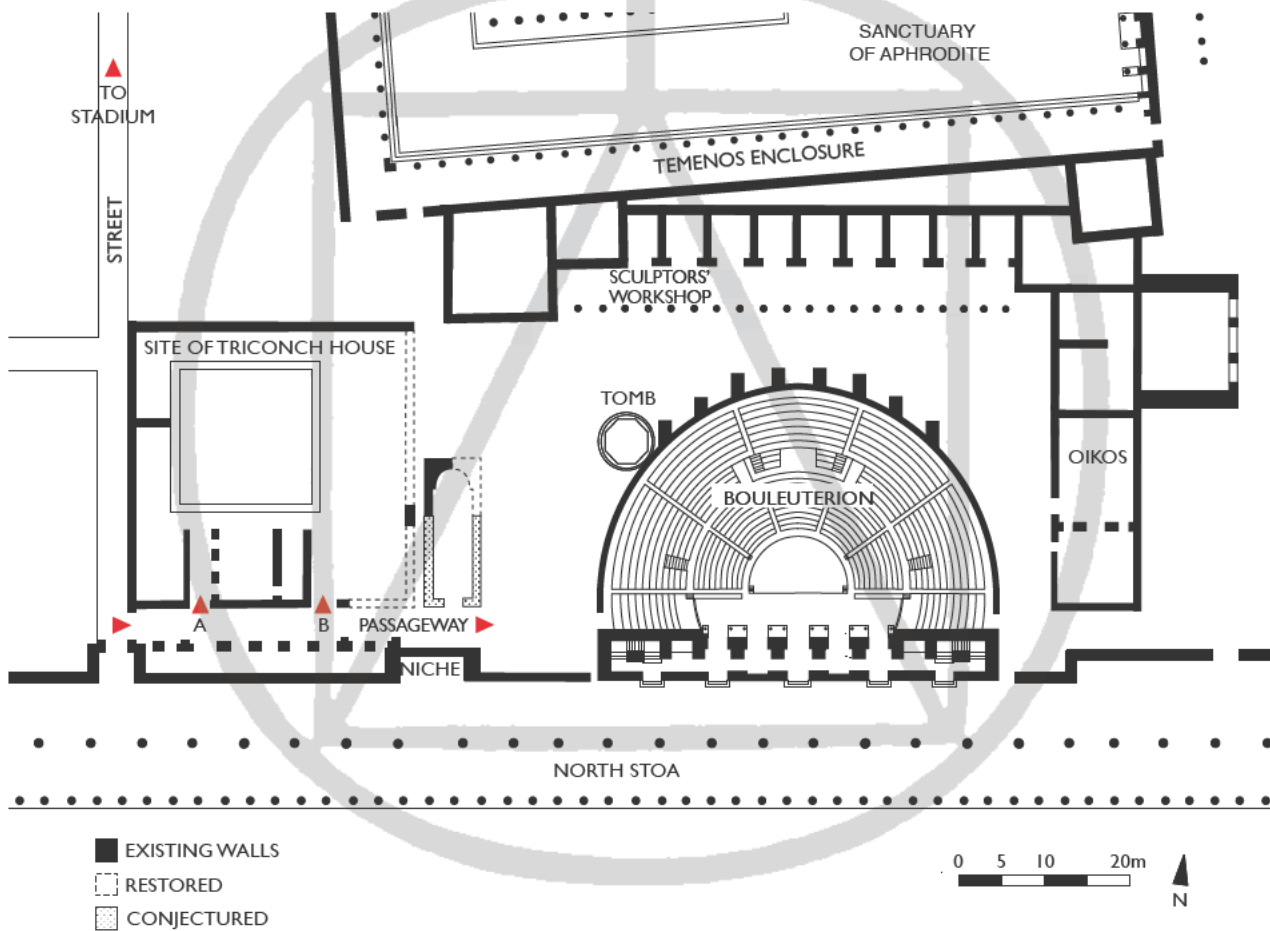 SANCTUARY
OF APHRODITE
TO
STADIUM
TEMENOS ENCLOSURE
STREET
SCULPTORS'
WORKSHOP
SITE OF TRICONCH HOUSE
TOMB
OIKOS
BOULEUTERION
A
B
PASSAGEWAY
NICHE
NORTH STOA
EXISTING WALLS
RESTORED
CONJECTURED
0 5 10 20m
N